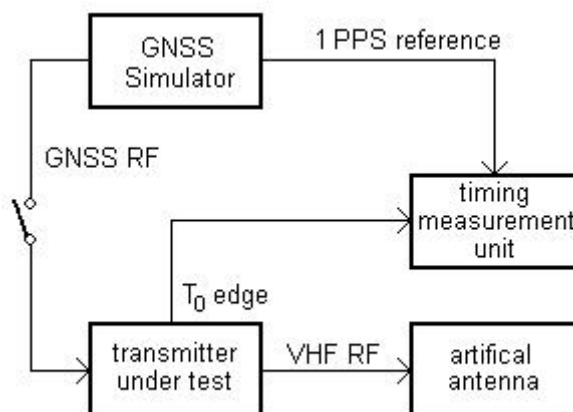 GNSS
Simulator
1 PPS reference
GNSS RF
timing
measurement
unit
T₀ edge
transmitter
under test
VHF RF
artifical
antenna